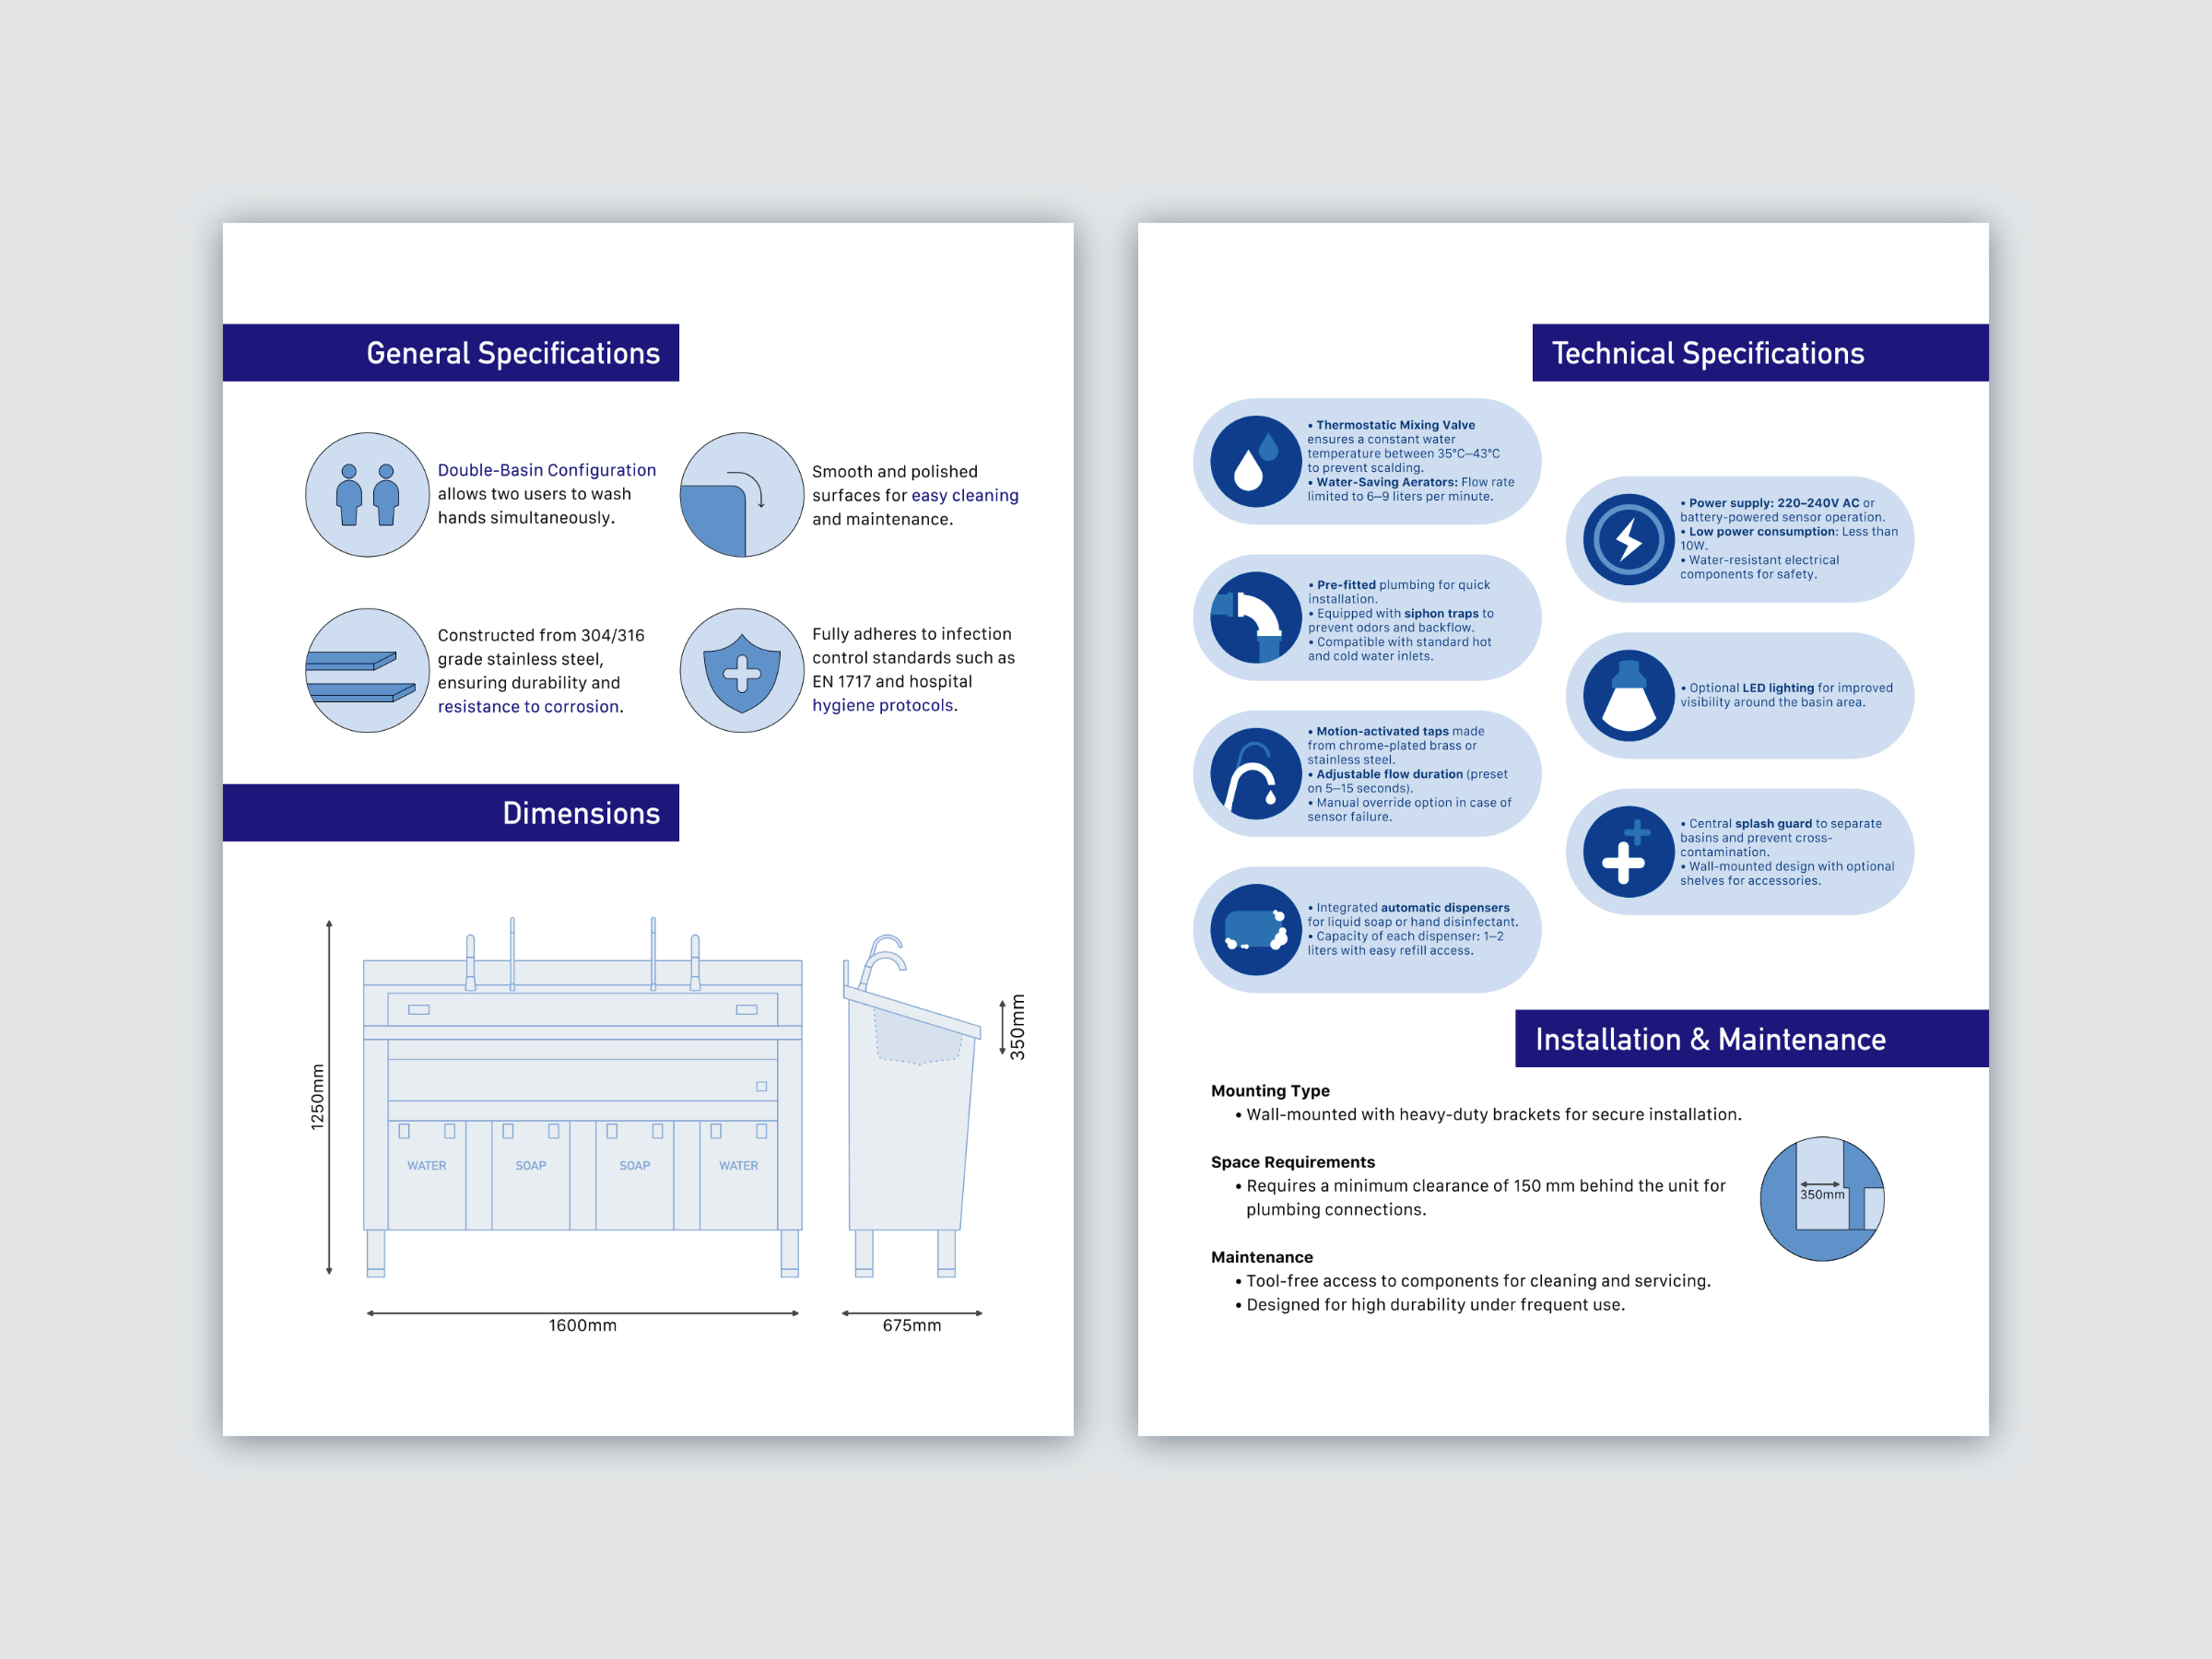 General Specifications
Double-Basin Configuration
allows two users to wash
hands simultaneously.
Smooth and polished
surfaces for easy cleaning
and maintenance.
Constructed from 304/316
grade stainless steel,
ensuring durability and
resistance to corrosion.
Fully adheres to infection
control standards such as
EN 1717 and hospital
hygiene protocols.
Dimensions
1250mm
WATER
SOAP
SOAP
WATER
350mm
1600mm
675mm
Technical Specifications
• Thermostatic Mixing Valve
ensures a constant water
temperature between 35°C–43°C
to prevent scalding.
• Water-Saving Aerators: Flow rate
limited to 6–9 liters per minute.
• Pre-fitted plumbing for quick
installation.
• Equipped with siphon traps to
prevent odors and backflow.
• Compatible with standard hot
and cold water inlets.
• Motion-activated taps made
from chrome-plated brass or
stainless steel.
• Adjustable flow duration (preset
on 5–15 seconds).
• Manual override option in case of
sensor failure.
• Integrated automatic dispensers
for liquid soap or hand disinfectant.
• Capacity of each dispenser: 1–2
liters with easy refill access.
• Power supply: 220–240V AC or
battery-powered sensor operation.
• Low power consumption: Less than
10W.
• Water-resistant electrical
components for safety.
• Optional LED lighting for improved
visibility around the basin area.
• Central splash guard to separate
basins and prevent cross-
contamination.
• Wall-mounted design with optional
shelves for accessories.
Installation & Maintenance
Mounting Type
• Wall-mounted with heavy-duty brackets for secure installation.
Space Requirements
• Requires a minimum clearance of 150 mm behind the unit for
plumbing connections.
350mm
Maintenance
• Tool-free access to components for cleaning and servicing.
• Designed for high durability under frequent use.